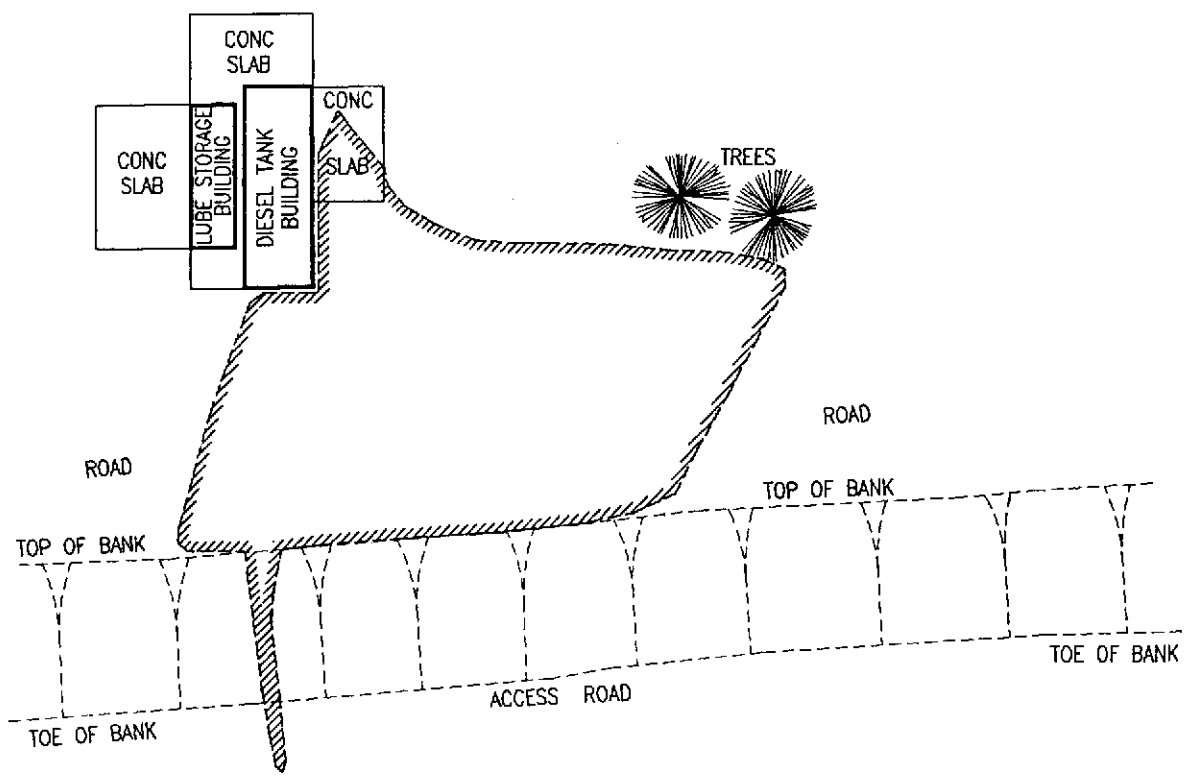 CONC
SLAB
CONC
SLAB
LUBE STORAGE
BUILDING
DIESEL TANK
BUILDING
CONC
SLAB
TREES
ROAD
ROAD
TOP OF BANK
TOP OF BANK
TOE OF BANK
ACCESS ROAD
TOE OF BANK